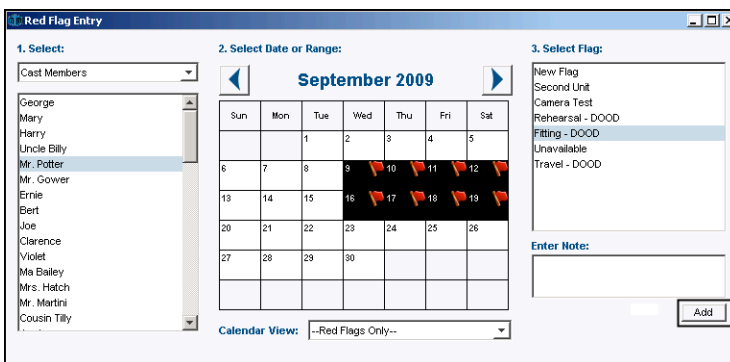 Red Flag Entry
1. Select:
Cast Members
George
Mary
Harry
Uncle Billy
Mr. Potter
Mr. Gower
Ernie
Bert
Joe
Clarence
Violet
Ma Bailey
Mrs. Hatch
Mr. Martini
Cousin Tilly
2. Select Date or Range:
September 2009
Sun Mon Tue Wed Thu Fri Sat
1 2 3 4 5
6 7 8 9 10 11 12
13 14 15 16 17 18 19
20 21 22 23 24 25 26
27 28 29 30
Calendar View: --Red Flags Only--
3. Select Flag:
New Flag
Second Unit
Camera Test
Rehearsal - DOOD
Fitting - DOOD
Unavailable
Travel - DOOD
Enter Note:
Add